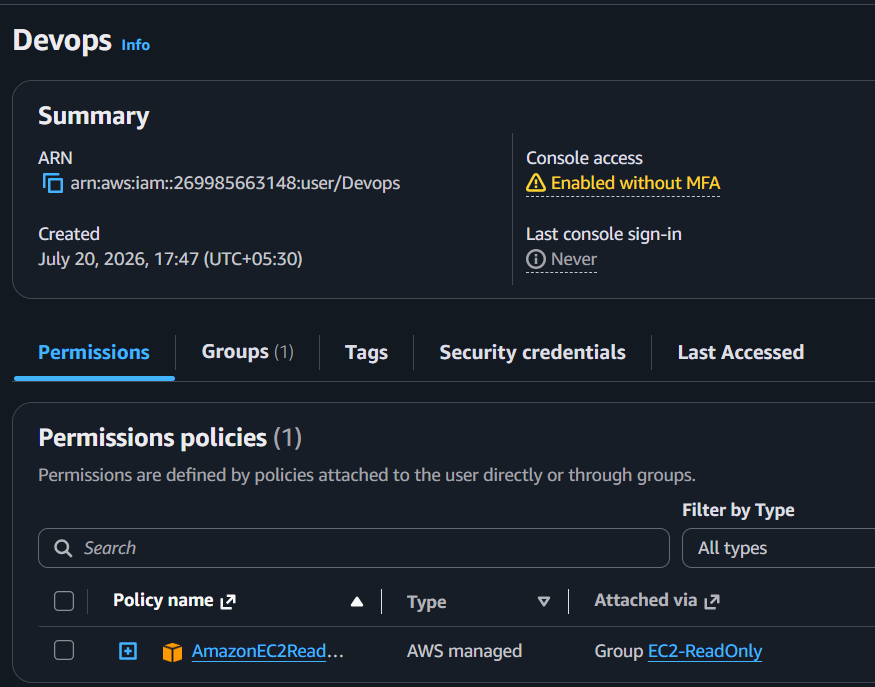 Devops Info
Summary
ARN
arn:aws:iam::269985663148:user/Devops
Console access
Enabled without MFA
Created
July 20, 2026, 17:47 (UTC+05:30)
Last console sign-in
Never
Permissions
Groups (1)
Tags
Security credentials
Last Accessed
Permissions policies (1)
Permissions are defined by policies attached to the user directly or through groups.
Filter by Type
Search
All types
Policy name
Type
Attached via
AmazonEC2Read...
AWS managed
Group EC2-ReadOnly